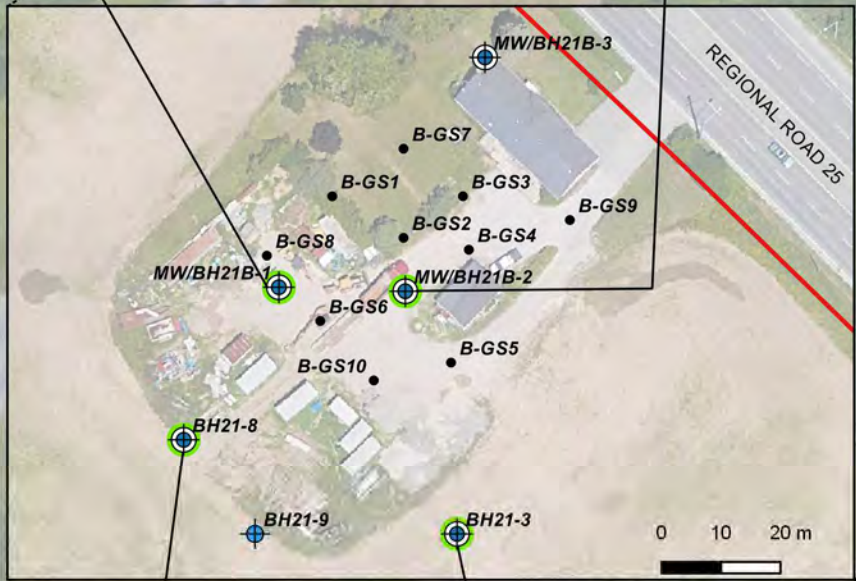 MW/BH21B-3
REGIONAL ROAD 25
B-GS7
B-GS1
B-GS3
B-GS9
B-GS2
B-GS4
B-GS8
MW/BH21B-1
MW/BH21B-2
B-GS6
B-GS5
B-GS10
BH21-8
BH21-9
BH21-3
0 10 20 m